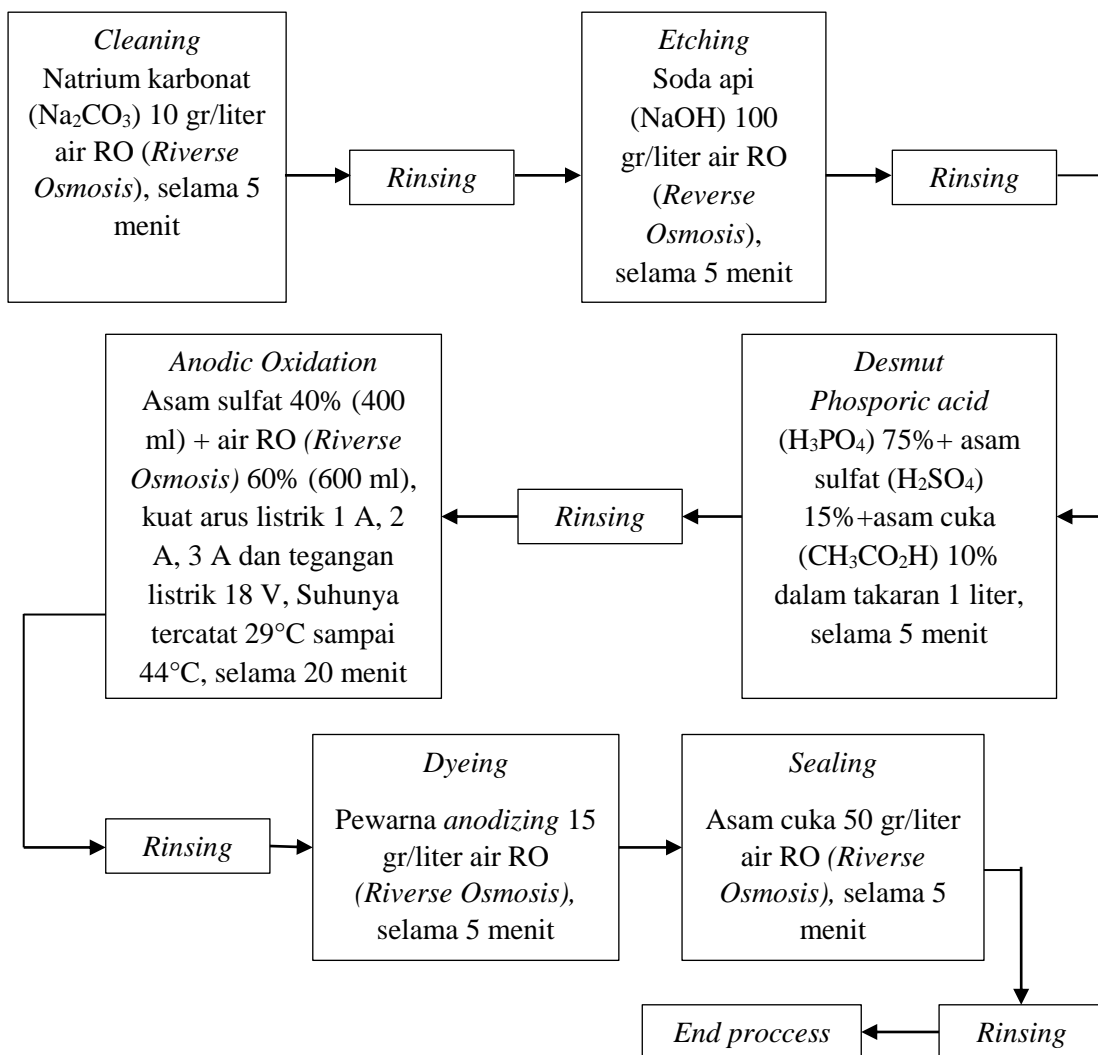 Cleaning
Natrium karbonat
(Na₂CO₃) 10 gr/liter
air RO (Riverse
Osmosis), selama 5
menit
Rinsing
Etching
Soda api
(NaOH) 100
gr/liter air RO
(Reverse
Osmosis),
selama 5 menit
Rinsing
Desmut
Phosporic acid
(H₃PO₄) 75%+ asam
sulfat (H₂SO₄)
15%+asam cuka
(CH₃CO₂H) 10%
dalam takaran 1 liter,
selama 5 menit
Rinsing
Anodic Oxidation
Asam sulfat 40% (400
ml) + air RO (Riverse
Osmosis) 60% (600 ml),
kuat arus listrik 1 A, 2
A, 3 A dan tegangan
listrik 18 V, Suhunya
tercatat 29°C sampai
44°C, selama 20 menit
Rinsing
Dyeing
Pewarna anodizing 15
gr/liter air RO
(Riverse Osmosis),
selama 5 menit
Sealing
Asam cuka 50 gr/liter
air RO (Riverse
Osmosis), selama 5
menit
Rinsing
End proccess